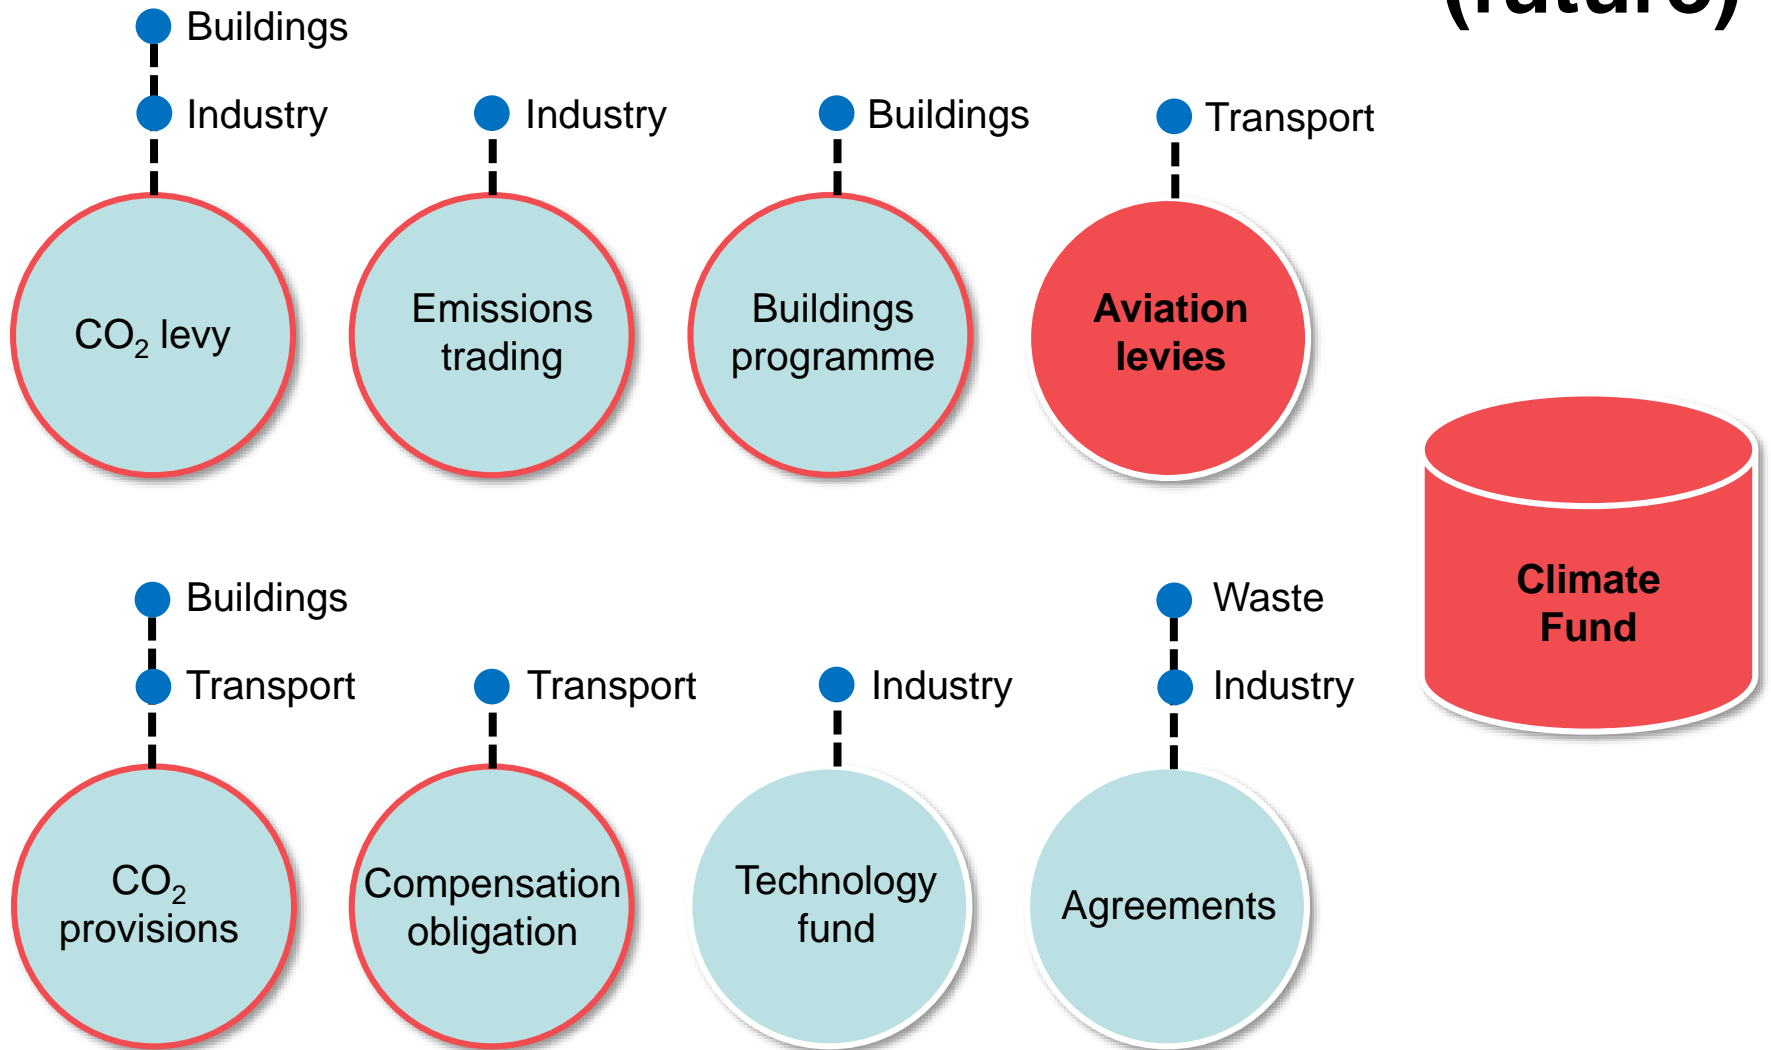 (future)
Buildings
Industry
Industry
Buildings
Transport
CO₂ levy
Emissions
trading
Buildings
programme
Aviation
levies
Climate
Fund
Buildings
Transport
Transport
Industry
Waste
Industry
CO₂
provisions
Compensation
obligation
Technology
fund
Agreements